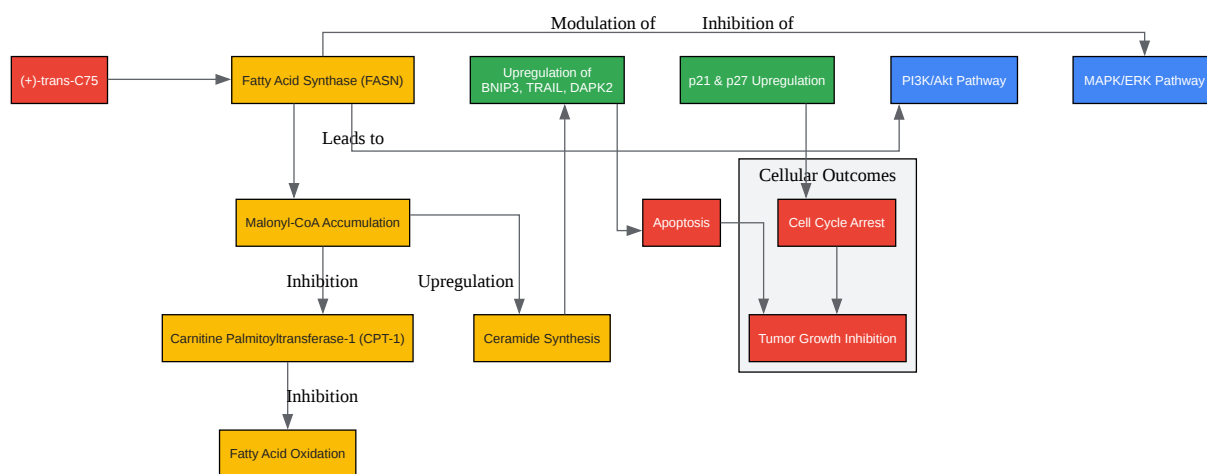 Modulation of
Inhibition of
(+)-trans-C75
Fatty Acid Synthase (FASN)
Upregulation of
BNIP3, TRAIL, DAPK2
p21 & p27 Upregulation
PI3K/Akt Pathway
MAPK/ERK Pathway
Leads to
Cellular Outcomes
Malonyl-CoA Accumulation
Apoptosis
Cell Cycle Arrest
Inhibition
Upregulation
Carnitine Palmitoyltransferase-1 (CPT-1)
Ceramide Synthesis
Tumor Growth Inhibition
Inhibition
Fatty Acid Oxidation